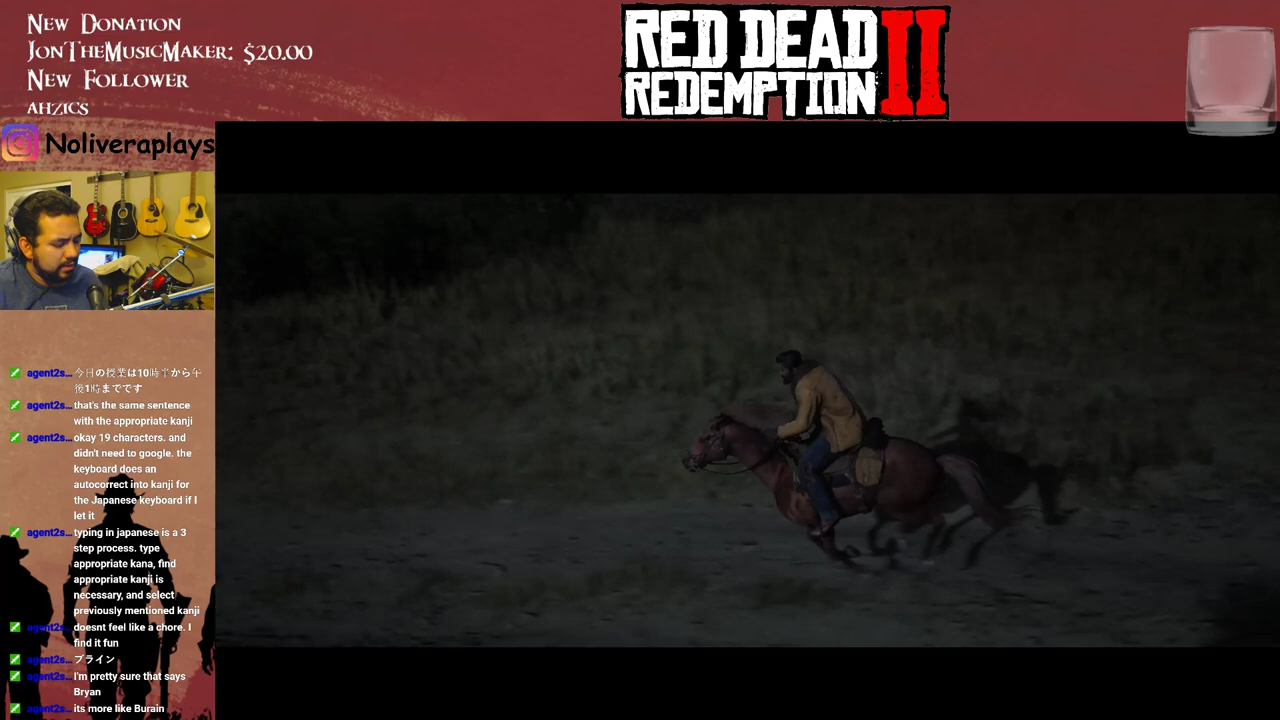 New Donation
JonTheMusicMaker: $20.00
New Follower
ahzics
RED DEAD
REDEMPTION II
Noliveraplays
agent2s... 今日の授業は10時半から午
後1時までです
agent2s... that's the same sentence
with the appropriate kanji
agent2s... okay 19 characters. and
didn't need to google. the
keyboard does an
autocorrect into kanji for
the Japanese keyboard if I
let it
agent2s... typing in japanese is a 3
step process. type
appropriate kana, find
appropriate kanji is
necessary, and select
previously mentioned kanji
agent2s... doesnt feel like a chore. I
find it fun
agent2s... ブライン
agent2s... I'm pretty sure that says
Bryan
agent2s... its more like Burain